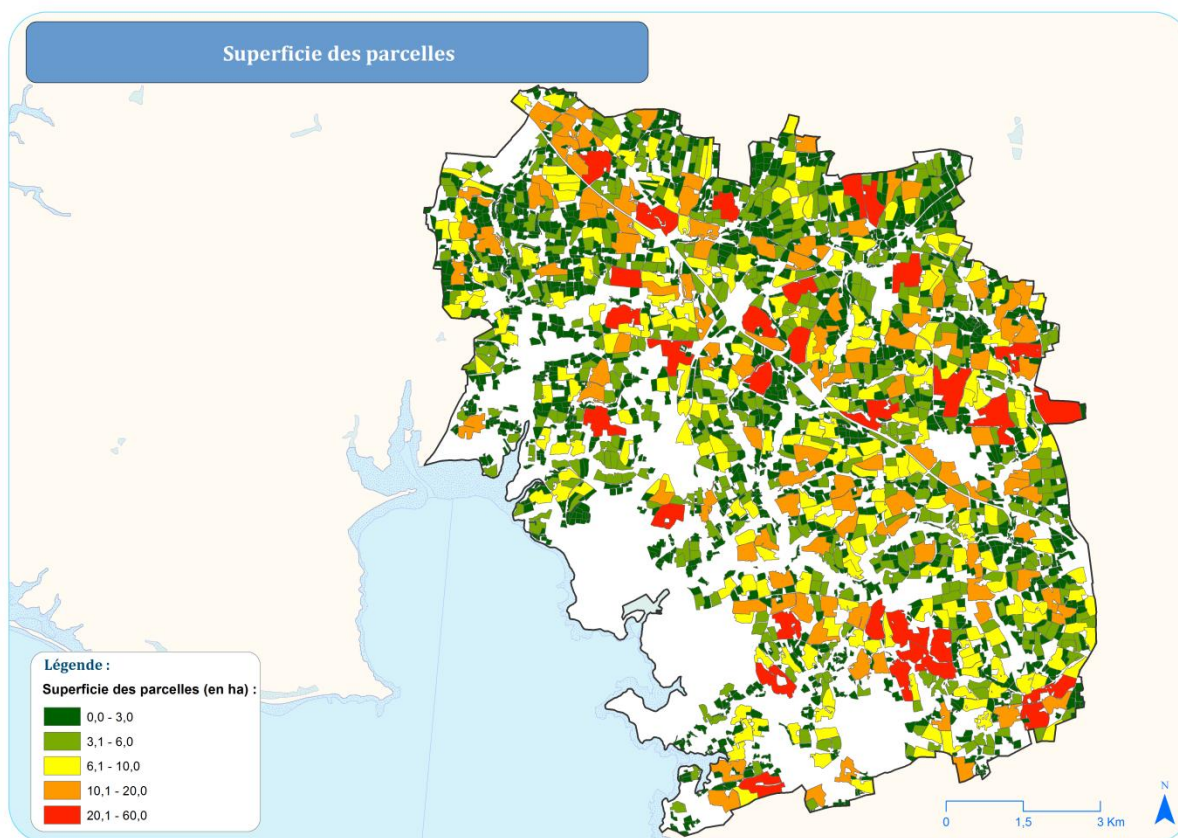 Superficie des parcelles
Légende :
Superficie des parcelles (en ha) :
0,0 - 3,0
3,1 - 6,0
6,1 - 10,0
10,1 - 20,0
20,1 - 60,0
N
0 1,5 3 Km